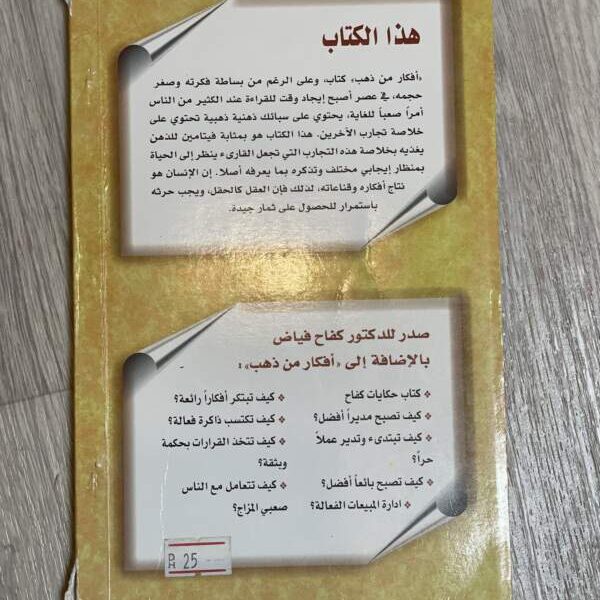 هذا الكتاب
«أفكار من ذهب» كتاب، وعلى الرغم من بساطة فكرته وصغر
حجمه، في عصر أصبح إيجاد وقت للقراءة عند الكثير من الناس
أمراً صعباً للغاية، يحتوي على سبائك ذهنية ذهبية تحتوي على
خلاصة تجارب الآخرين. هذا الكتاب هو بمثابة فيتامين للذهن
يغذيه بخلاصة هذه التجارب التي تجعل القارىء ينظر إلى الحياة
بمنظار إيجابي مختلف وتذكره بما يعرفه أصلا. إن الإنسان هو
نتاج أفكاره وقناعاته، لذلك فإن العقل كالحقل، ويجب حرثه
باستمرار للحصول على ثمار جيدة.
صدر للدكتور كفاح فياض
بالإضافة إلى «أفكار من ذهب»:
❖ كتاب حكايات كفاح
❖ كيف تصبح مديراً أفضل؟
❖ كيف تبتدىء وتدير عملاً
حراً؟
❖ كيف تصبح بائعاً أفضل؟
❖ ادارة المبيعات الفعالة؟
❖ كيف تبتكر أفكاراً رائعة؟
❖ كيف تكتسب ذاكرة فعالة؟
❖ كيف تتخذ القرارات بحكمة
وبثقة؟
❖ كيف تتعامل مع الناس
صعبي المزاج؟
25